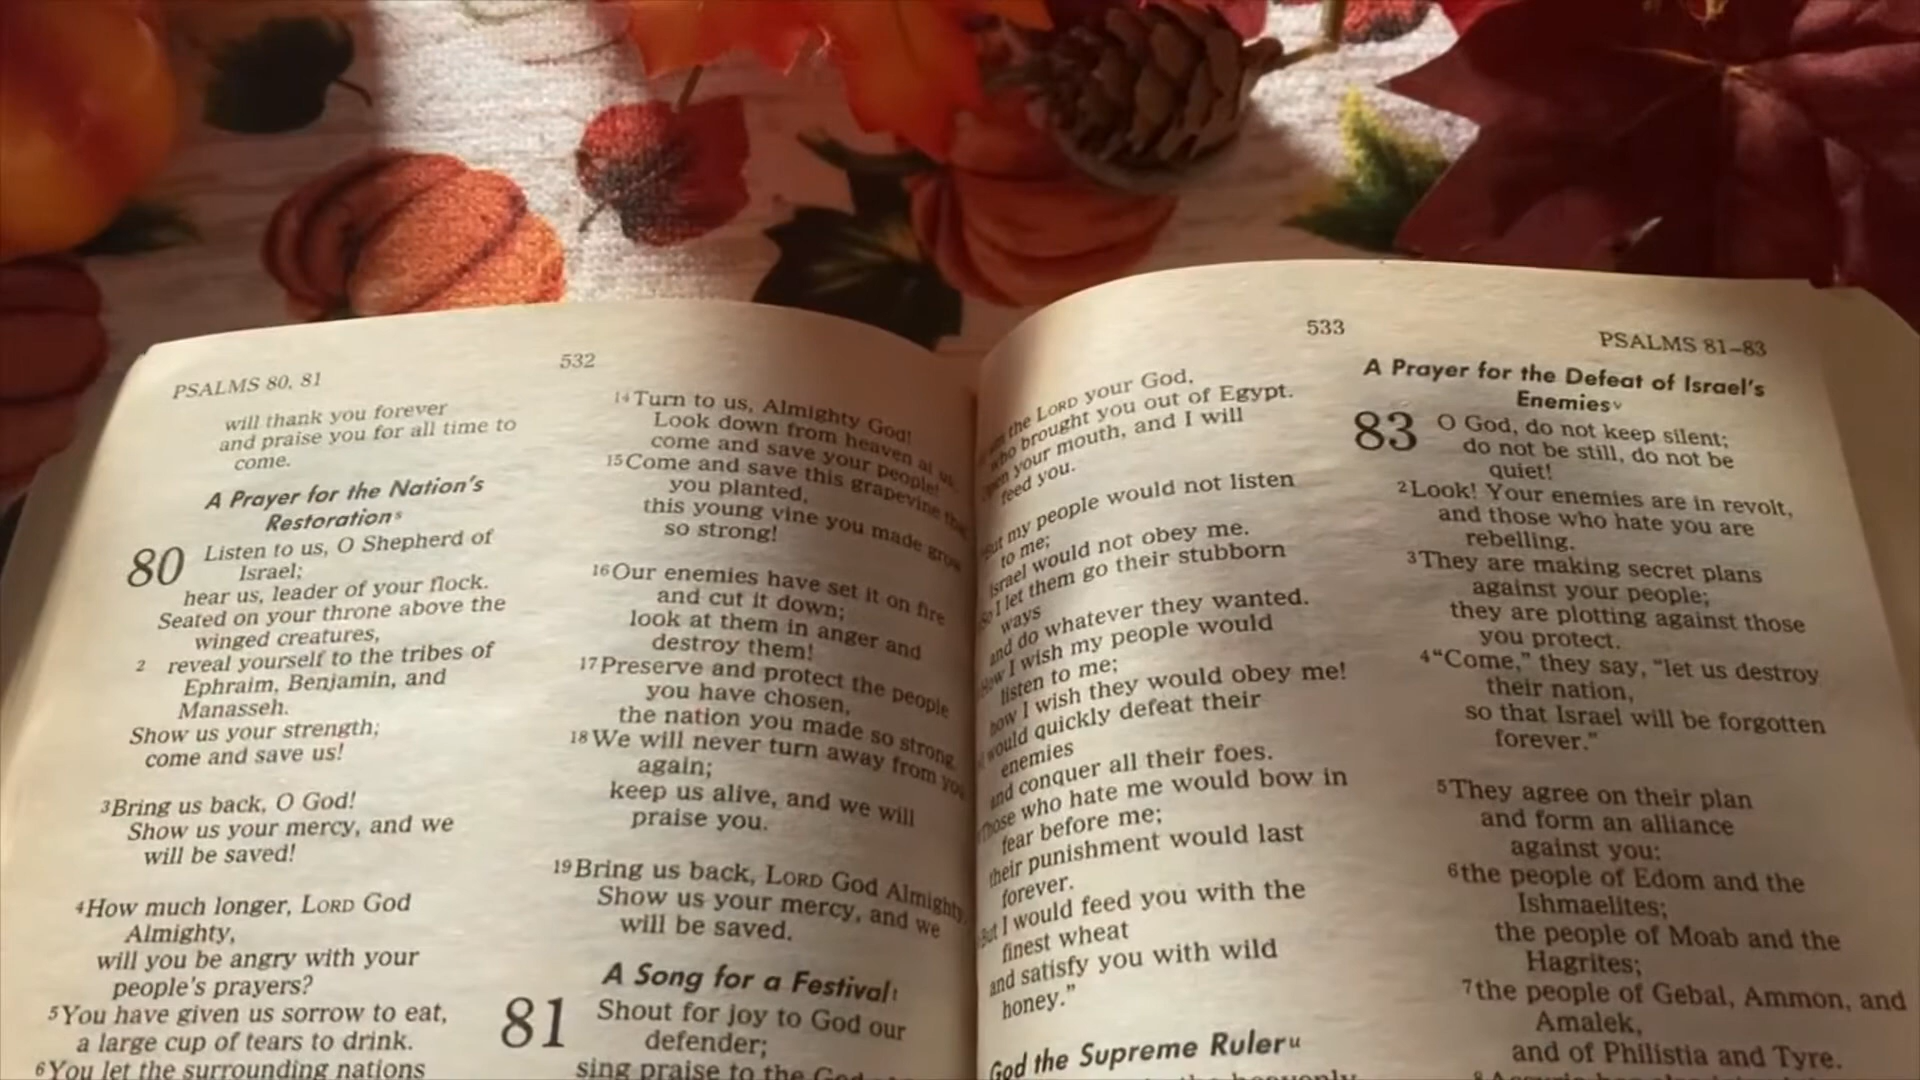 PSALMS 80, 81
532
will thank you forever
and praise you for all time to
come.
A Prayer for the Nation's
Restorationˢ
80 Listen to us, O Shepherd of
Israel;
hear us, leader of your flock.
Seated on your throne above the
winged creatures,
2 reveal yourself to the tribes of
Ephraim, Benjamin, and
Manasseh.
Show us your strength;
come and save us!
3Bring us back, O God!
Show us your mercy, and we
will be saved!
4How much longer, LORD God
Almighty,
will you be angry with your
people's prayers?
5You have given us sorrow to eat,
a large cup of tears to drink.
6You let the surrounding nations
14Turn to us, Almighty God!
Look down from heaven at us;
come and save your people!
15Come and save this grapevine that
you planted,
this young vine you made grow
so strong!
16Our enemies have set it on fire
and cut it down;
look at them in anger and
destroy them!
17Preserve and protect the people
you have chosen,
the nation you made so strong.
18We will never turn away from you
again;
keep us alive, and we will
praise you.
19Bring us back, LORD God Almighty.
Show us your mercy, and we
will be saved.
A Song for a Festivalᵗ
81 Shout for joy to God our
defender;
sing praise to the God
533
PSALMS 81–83
the LORD your God,
who brought you out of Egypt.
your mouth, and I will
feed you.
my people would not listen
to me;
Israel would not obey me.
So I let them go their stubborn
ways
and do whatever they wanted.
How I wish my people would
listen to me;
how I wish they would obey me!
would quickly defeat their
enemies
and conquer all their foes.
Those who hate me would bow in
fear before me;
their punishment would last
forever.
But I would feed you with the
finest wheat
and satisfy you with wild
honey."
God the Supreme Rulerᵘ
A Prayer for the Defeat of Israel's
Enemiesᵛ
83 O God, do not keep silent;
do not be still, do not be
quiet!
2Look! Your enemies are in revolt,
and those who hate you are
rebelling.
3They are making secret plans
against your people;
they are plotting against those
you protect.
4"Come," they say, "let us destroy
their nation,
so that Israel will be forgotten
forever."
5They agree on their plan
and form an alliance
against you:
6the people of Edom and the
Ishmaelites;
the people of Moab and the
Hagrites;
7the people of Gebal, Ammon, and
Amalek,
and of Philistia and Tyre.